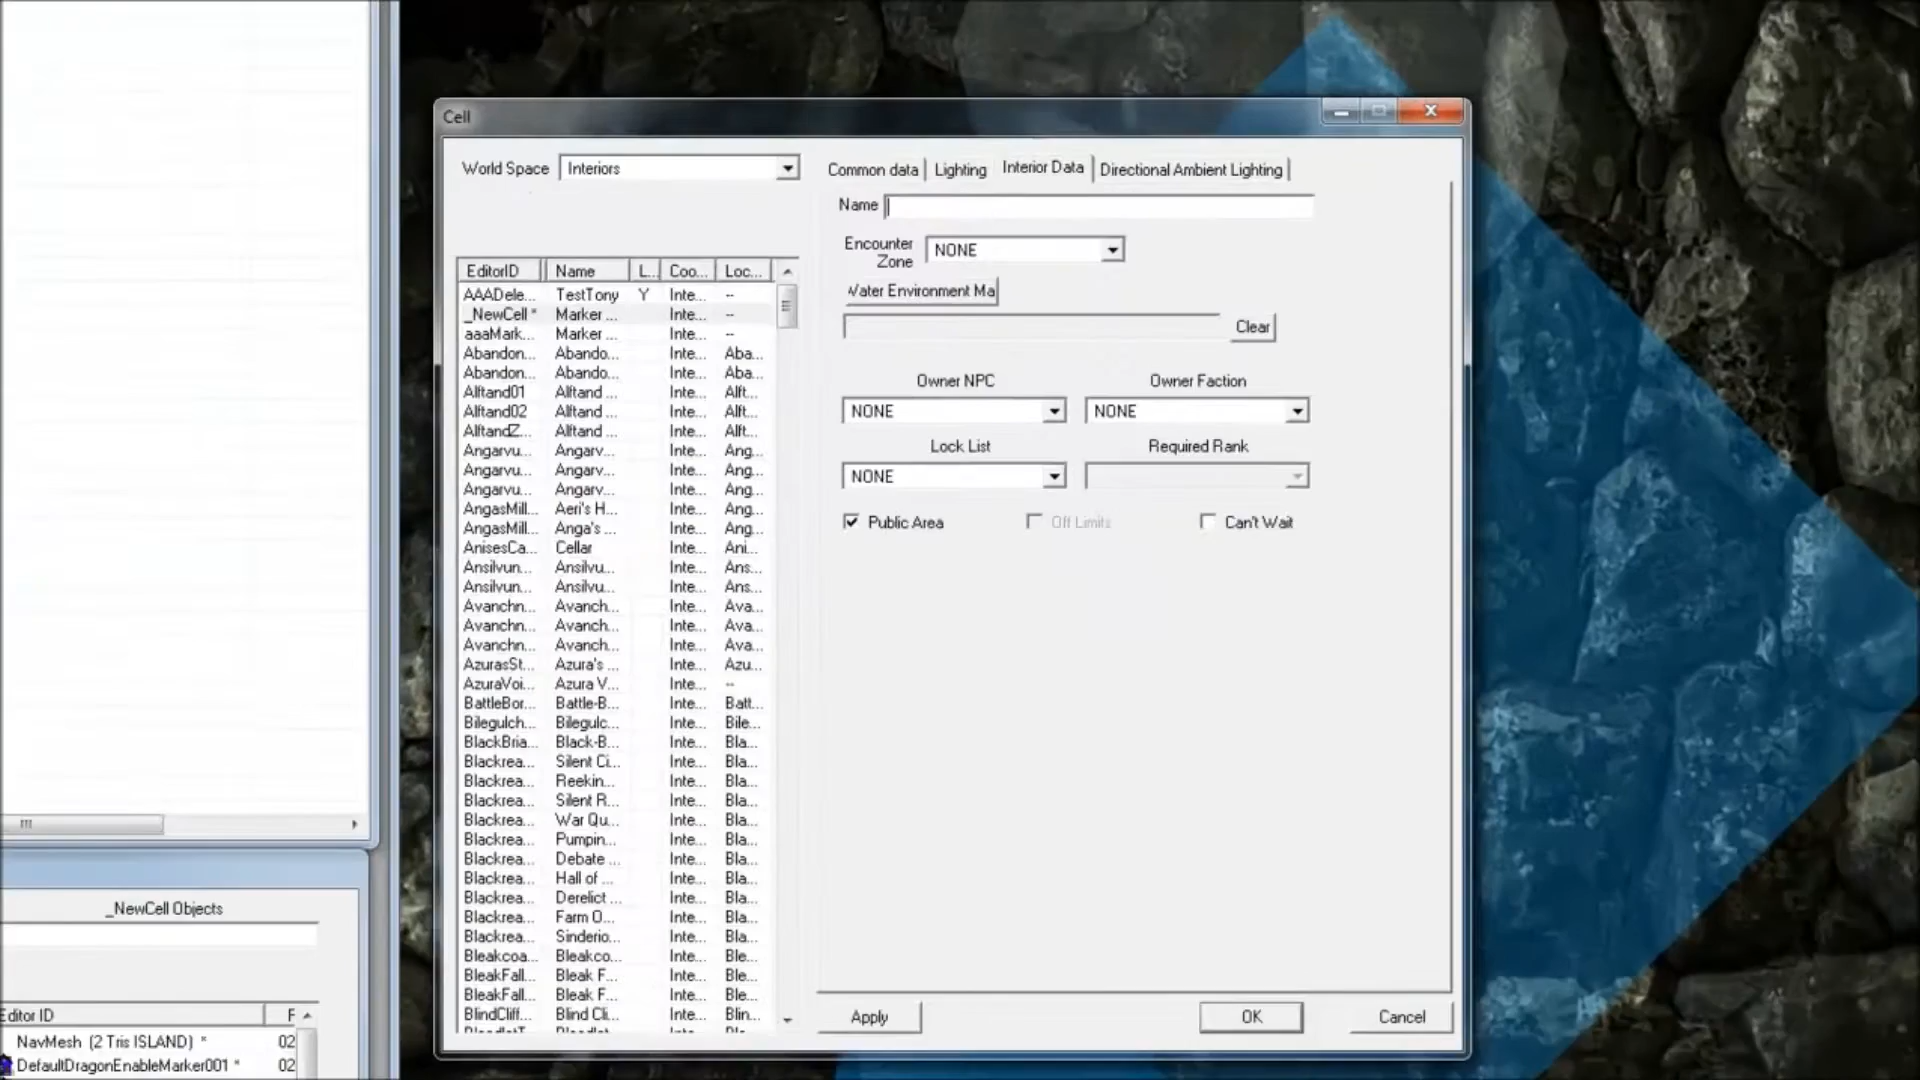 Cell
World Space Interiors
Common data Lighting Interior Data Directional Ambient Lighting
Name
Encounter Zone NONE
Water Environment Ma
Clear
Owner NPC Owner Faction
NONE NONE
Lock List Required Rank
NONE
Public Area Off Limits Can't Wait
EditorID Name L... Coo... Loc...
AAADele... TestTony Y Inte... --
_NewCell * Marker ... Inte... --
aaaMark... Marker ... Inte... --
Abandon... Abando... Inte... Aba...
Abandon... Abando... Inte... Aba...
Alftand01 Alftand ... Inte... Alft...
Alftand02 Alftand ... Inte... Alft...
AlftandZ... Alftand ... Inte... Alft...
Angarvu... Angarv... Inte... Ang...
Angarvu... Angarv... Inte... Ang...
Angarvu... Angarv... Inte... Ang...
AngasMill... Aeri's H... Inte... Ang...
AngasMill... Anga's ... Inte... Ang...
AnisesCa... Cellar Inte... Ani...
Ansilvun... Ansilvu... Inte... Ans...
Ansilvun... Ansilvu... Inte... Ans...
Avanchn... Avanch... Inte... Ava...
Avanchn... Avanch... Inte... Ava...
Avanchn... Avanch... Inte... Ava...
AzurasSt... Azura's ... Inte... Azu...
AzuraVoi... Azura V... Inte... --
BattleBor... Battle-B... Inte... Batt...
Bilegulch... Bilegulc... Inte... Bile...
BlackBria... Black-B... Inte... Bla...
Blackrea... Silent Ci... Inte... Bla...
Blackrea... Reekin... Inte... Bla...
Blackrea... Silent R... Inte... Bla...
Blackrea... War Qu... Inte... Bla...
Blackrea... Pumpin... Inte... Bla...
Blackrea... Debate ... Inte... Bla...
Blackrea... Hall of ... Inte... Bla...
Blackrea... Derelict ... Inte... Bla...
Blackrea... Farm O... Inte... Bla...
Blackrea... Sinderio... Inte... Bla...
Bleakcoa... Bleakco... Inte... Ble...
BleakFall... Bleak F... Inte... Ble...
BleakFall... Bleak F... Inte... Ble...
BlindCliff... Blind Cli... Inte... Blin...
Apply OK Cancel
_NewCell Objects
Editor ID F
NavMesh (2 Tris ISLAND) * 02
DefaultDragonEnableMarker001 * 02